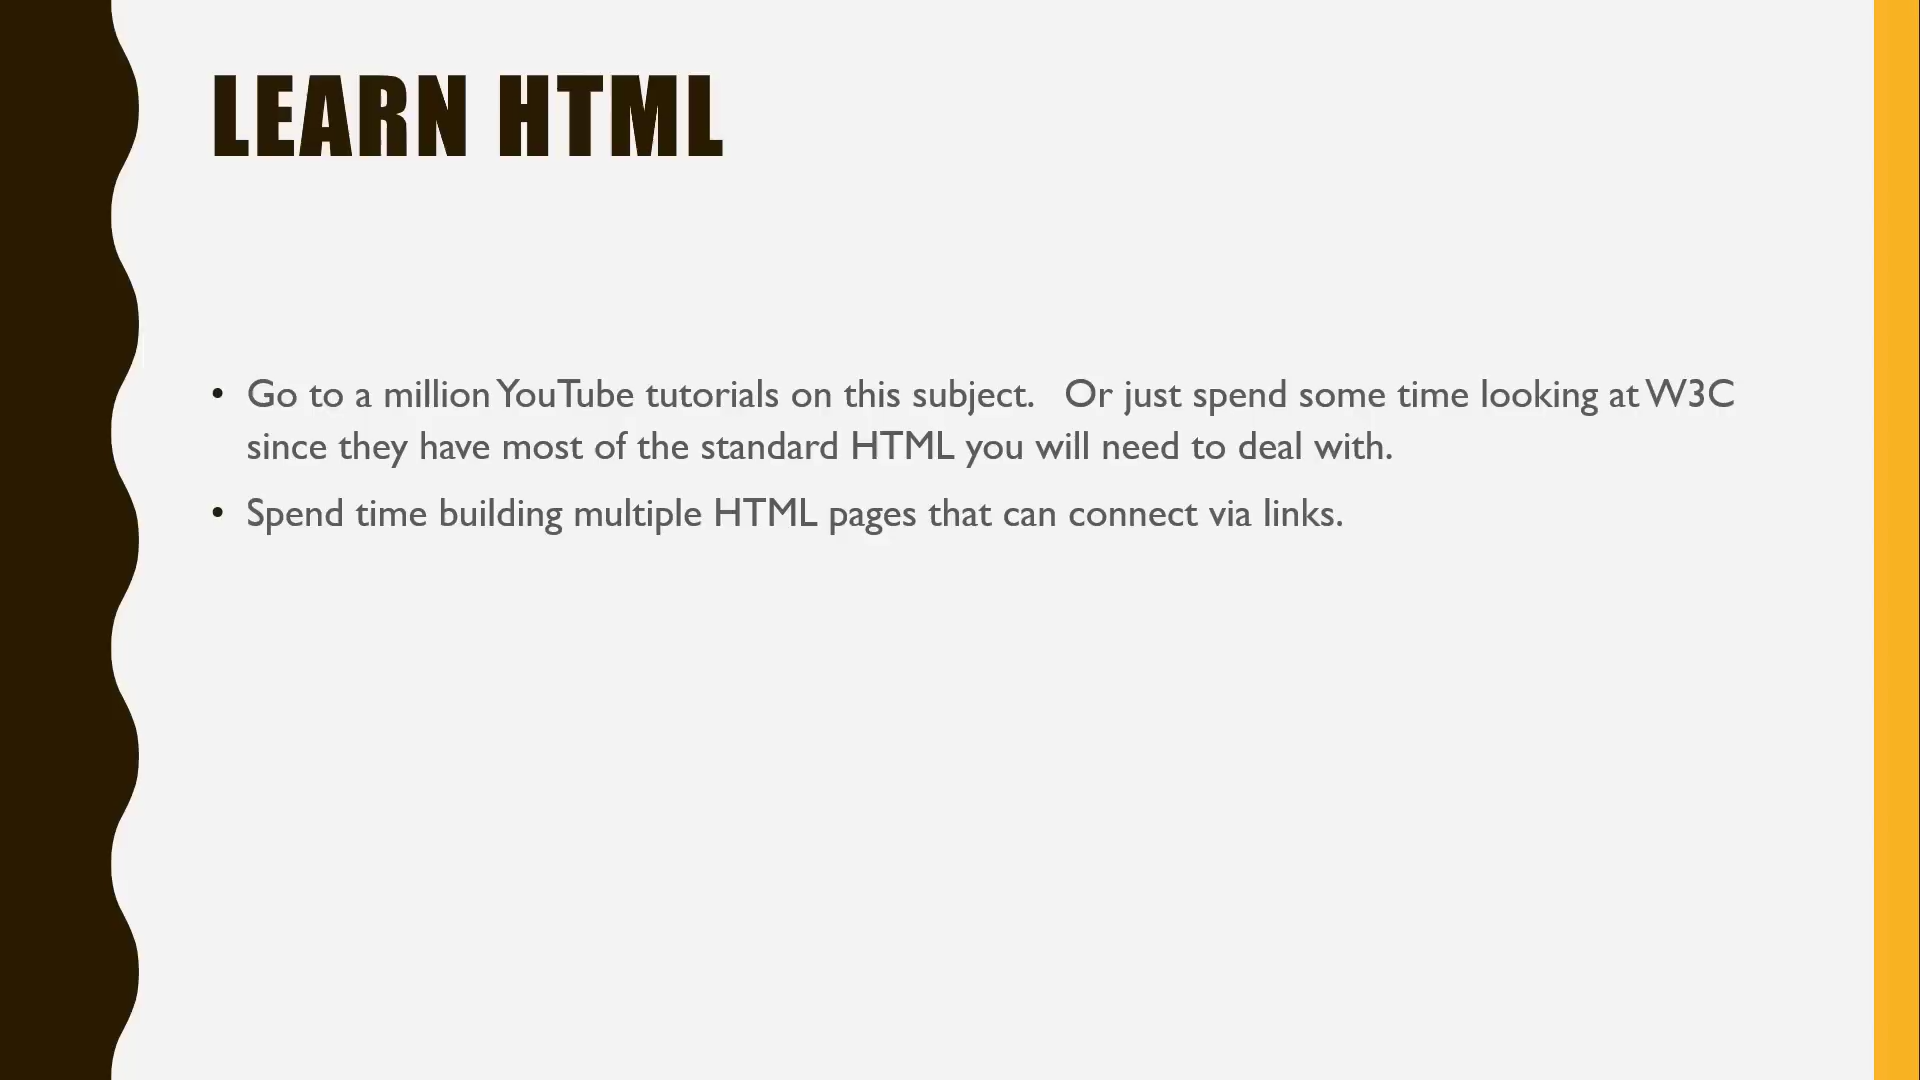 LEARN HTML
• Go to a million YouTube tutorials on this subject. Or just spend some time looking at W3C
since they have most of the standard HTML you will need to deal with.
• Spend time building multiple HTML pages that can connect via links.